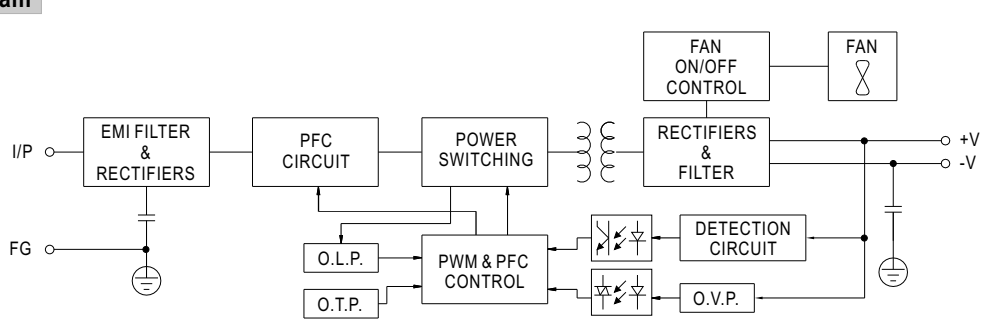 am
FAN
ON/OFF
CONTROL
FAN
I/P
EMI FILTER
&
RECTIFIERS
PFC
CIRCUIT
POWER
SWITCHING
RECTIFIERS
&
FILTER
+V
-V
FG
O.L.P.
O.T.P.
PWM & PFC
CONTROL
DETECTION
CIRCUIT
O.V.P.